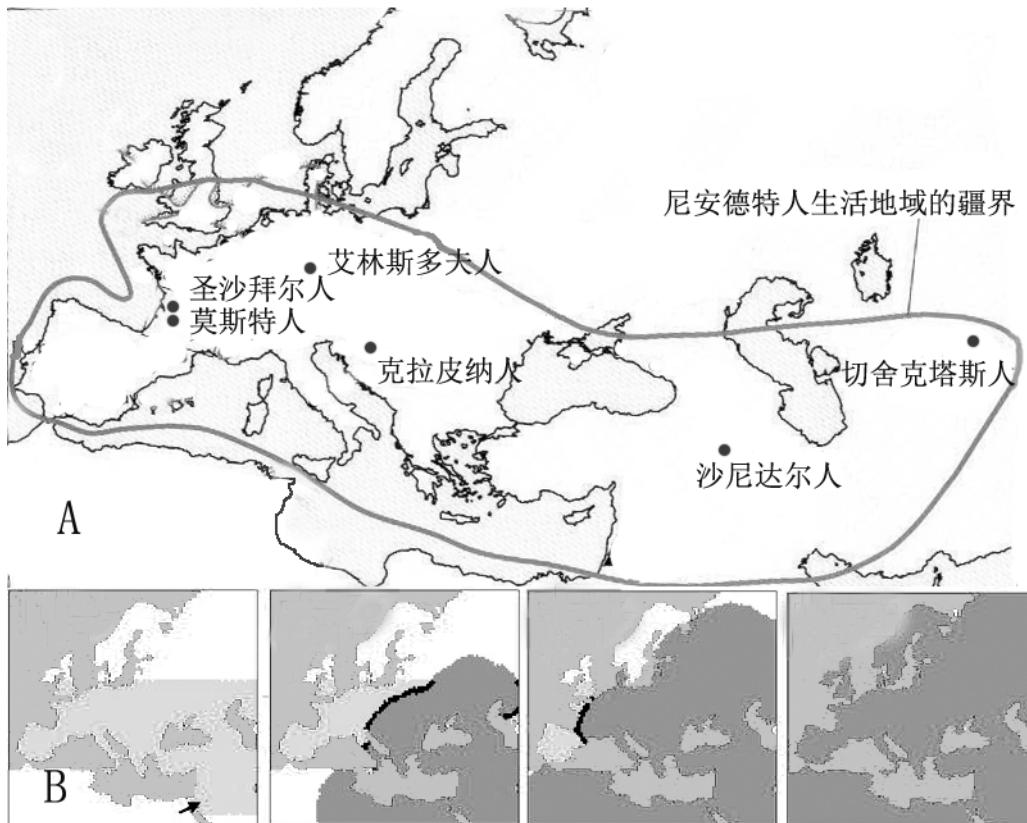 尼安德特人生活地域的疆界
艾林斯多夫人
圣沙拜尔人
莫斯特人
克拉皮纳人
切舍克塔斯人
沙尼达尔人
A
B